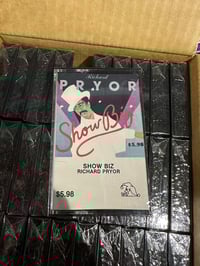 Richard
PRYOR
Show Biz
$5.98
SHOW BIZ
RICHARD PRYOR
$5.98